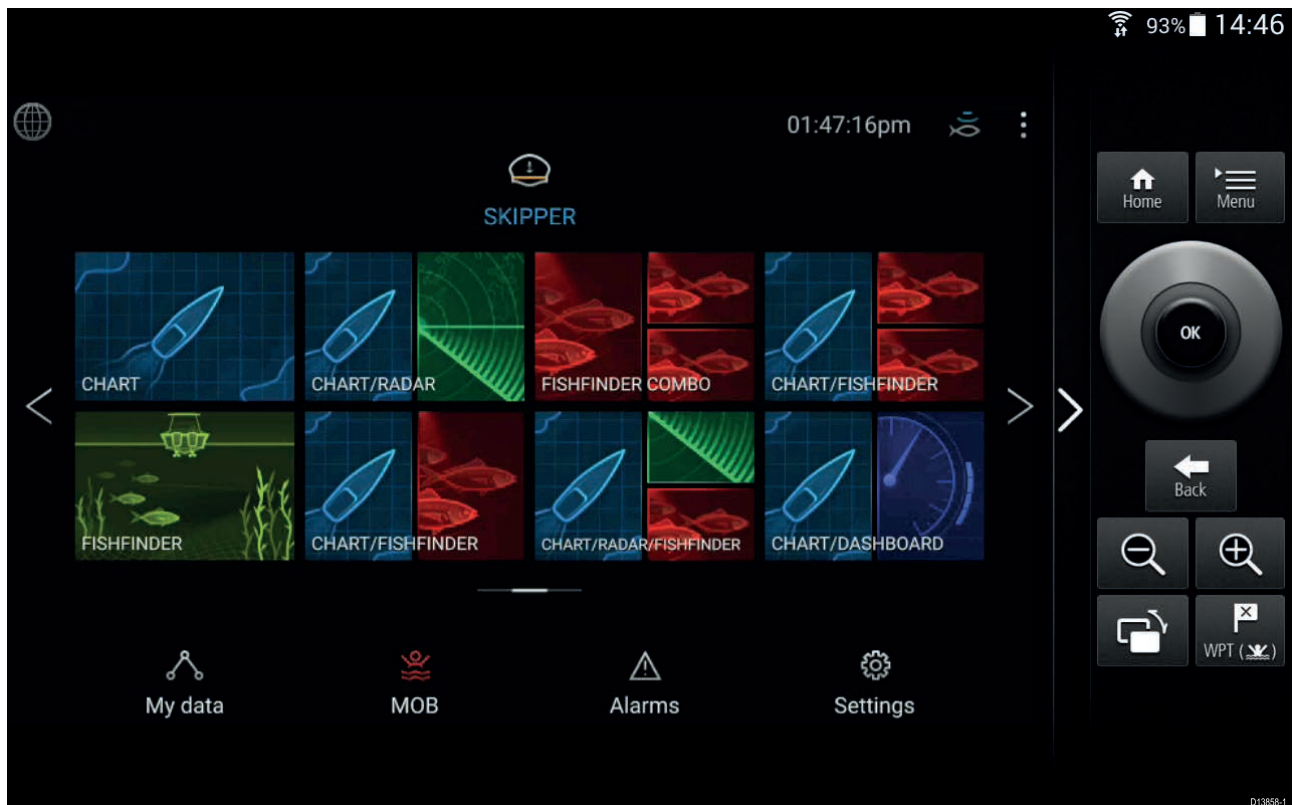 93% 14:46
01:47:16pm
SKIPPER
CHART
CHART/RADAR
FISHFINDER COMBO
CHART/FISHFINDER
FISHFINDER
CHART/FISHFINDER
CHART/RADAR/FISHFINDER
CHART/DASHBOARD
My data
MOB
Alarms
Settings
Home
Menu
OK
Back
WPT ( )
D13858-1